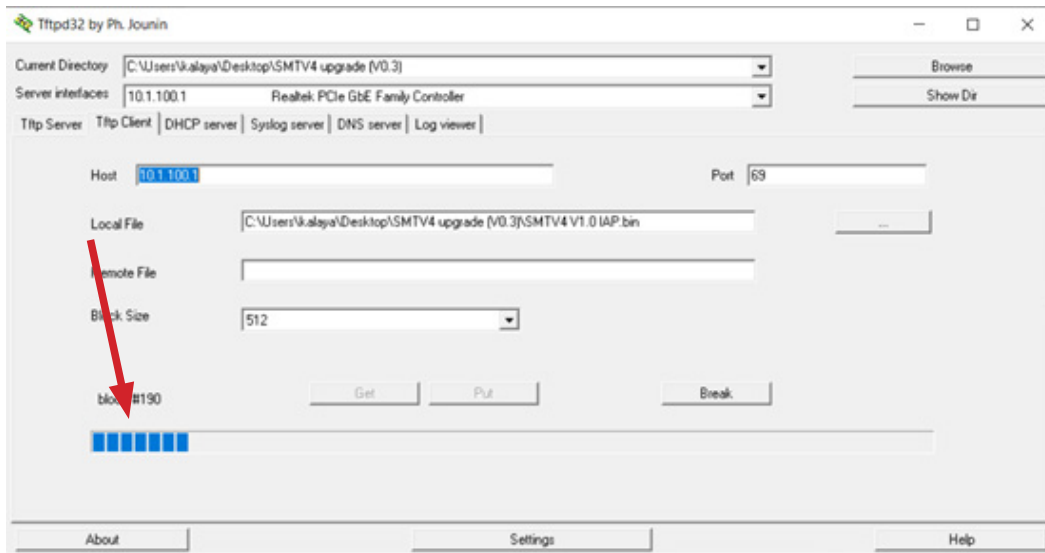 Tftpd32 by Ph. Jounin
Current Directory C:\Users\kalaya\Desktop\SMTV4 upgrade (V0.3) Browse
Server interfaces 10.1.100.1 Realtek PCIe GbE Family Controller Show Dir
Tftp Server Tftp Client DHCP server Syslog server DNS server Log viewer
Host 10.1.100.1 Port 69
Local File C:\Users\kalaya\Desktop\SMTV4 upgrade (V0.3)\SMTV4 V1.0 IAP.bin ...
Remote File
Block Size 512
block #190 Get Put Break
About Settings Help